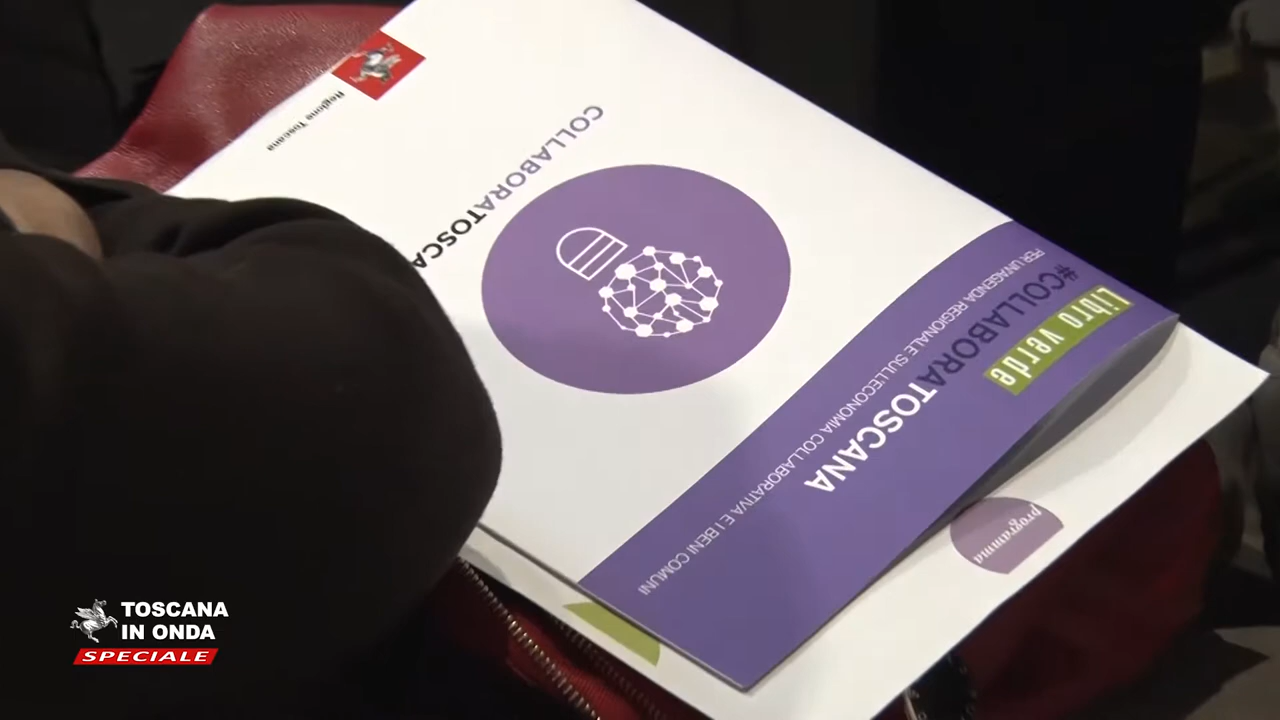 Regione Toscana
COLLABORATOSCA
Libro verde
#COLLABORATOSCANA
PER UN'AGENDA REGIONALE SULL'ECONOMIA COLLABORATIVA E I BENI COMUNI
programma
TOSCANA
IN ONDA
SPECIALE